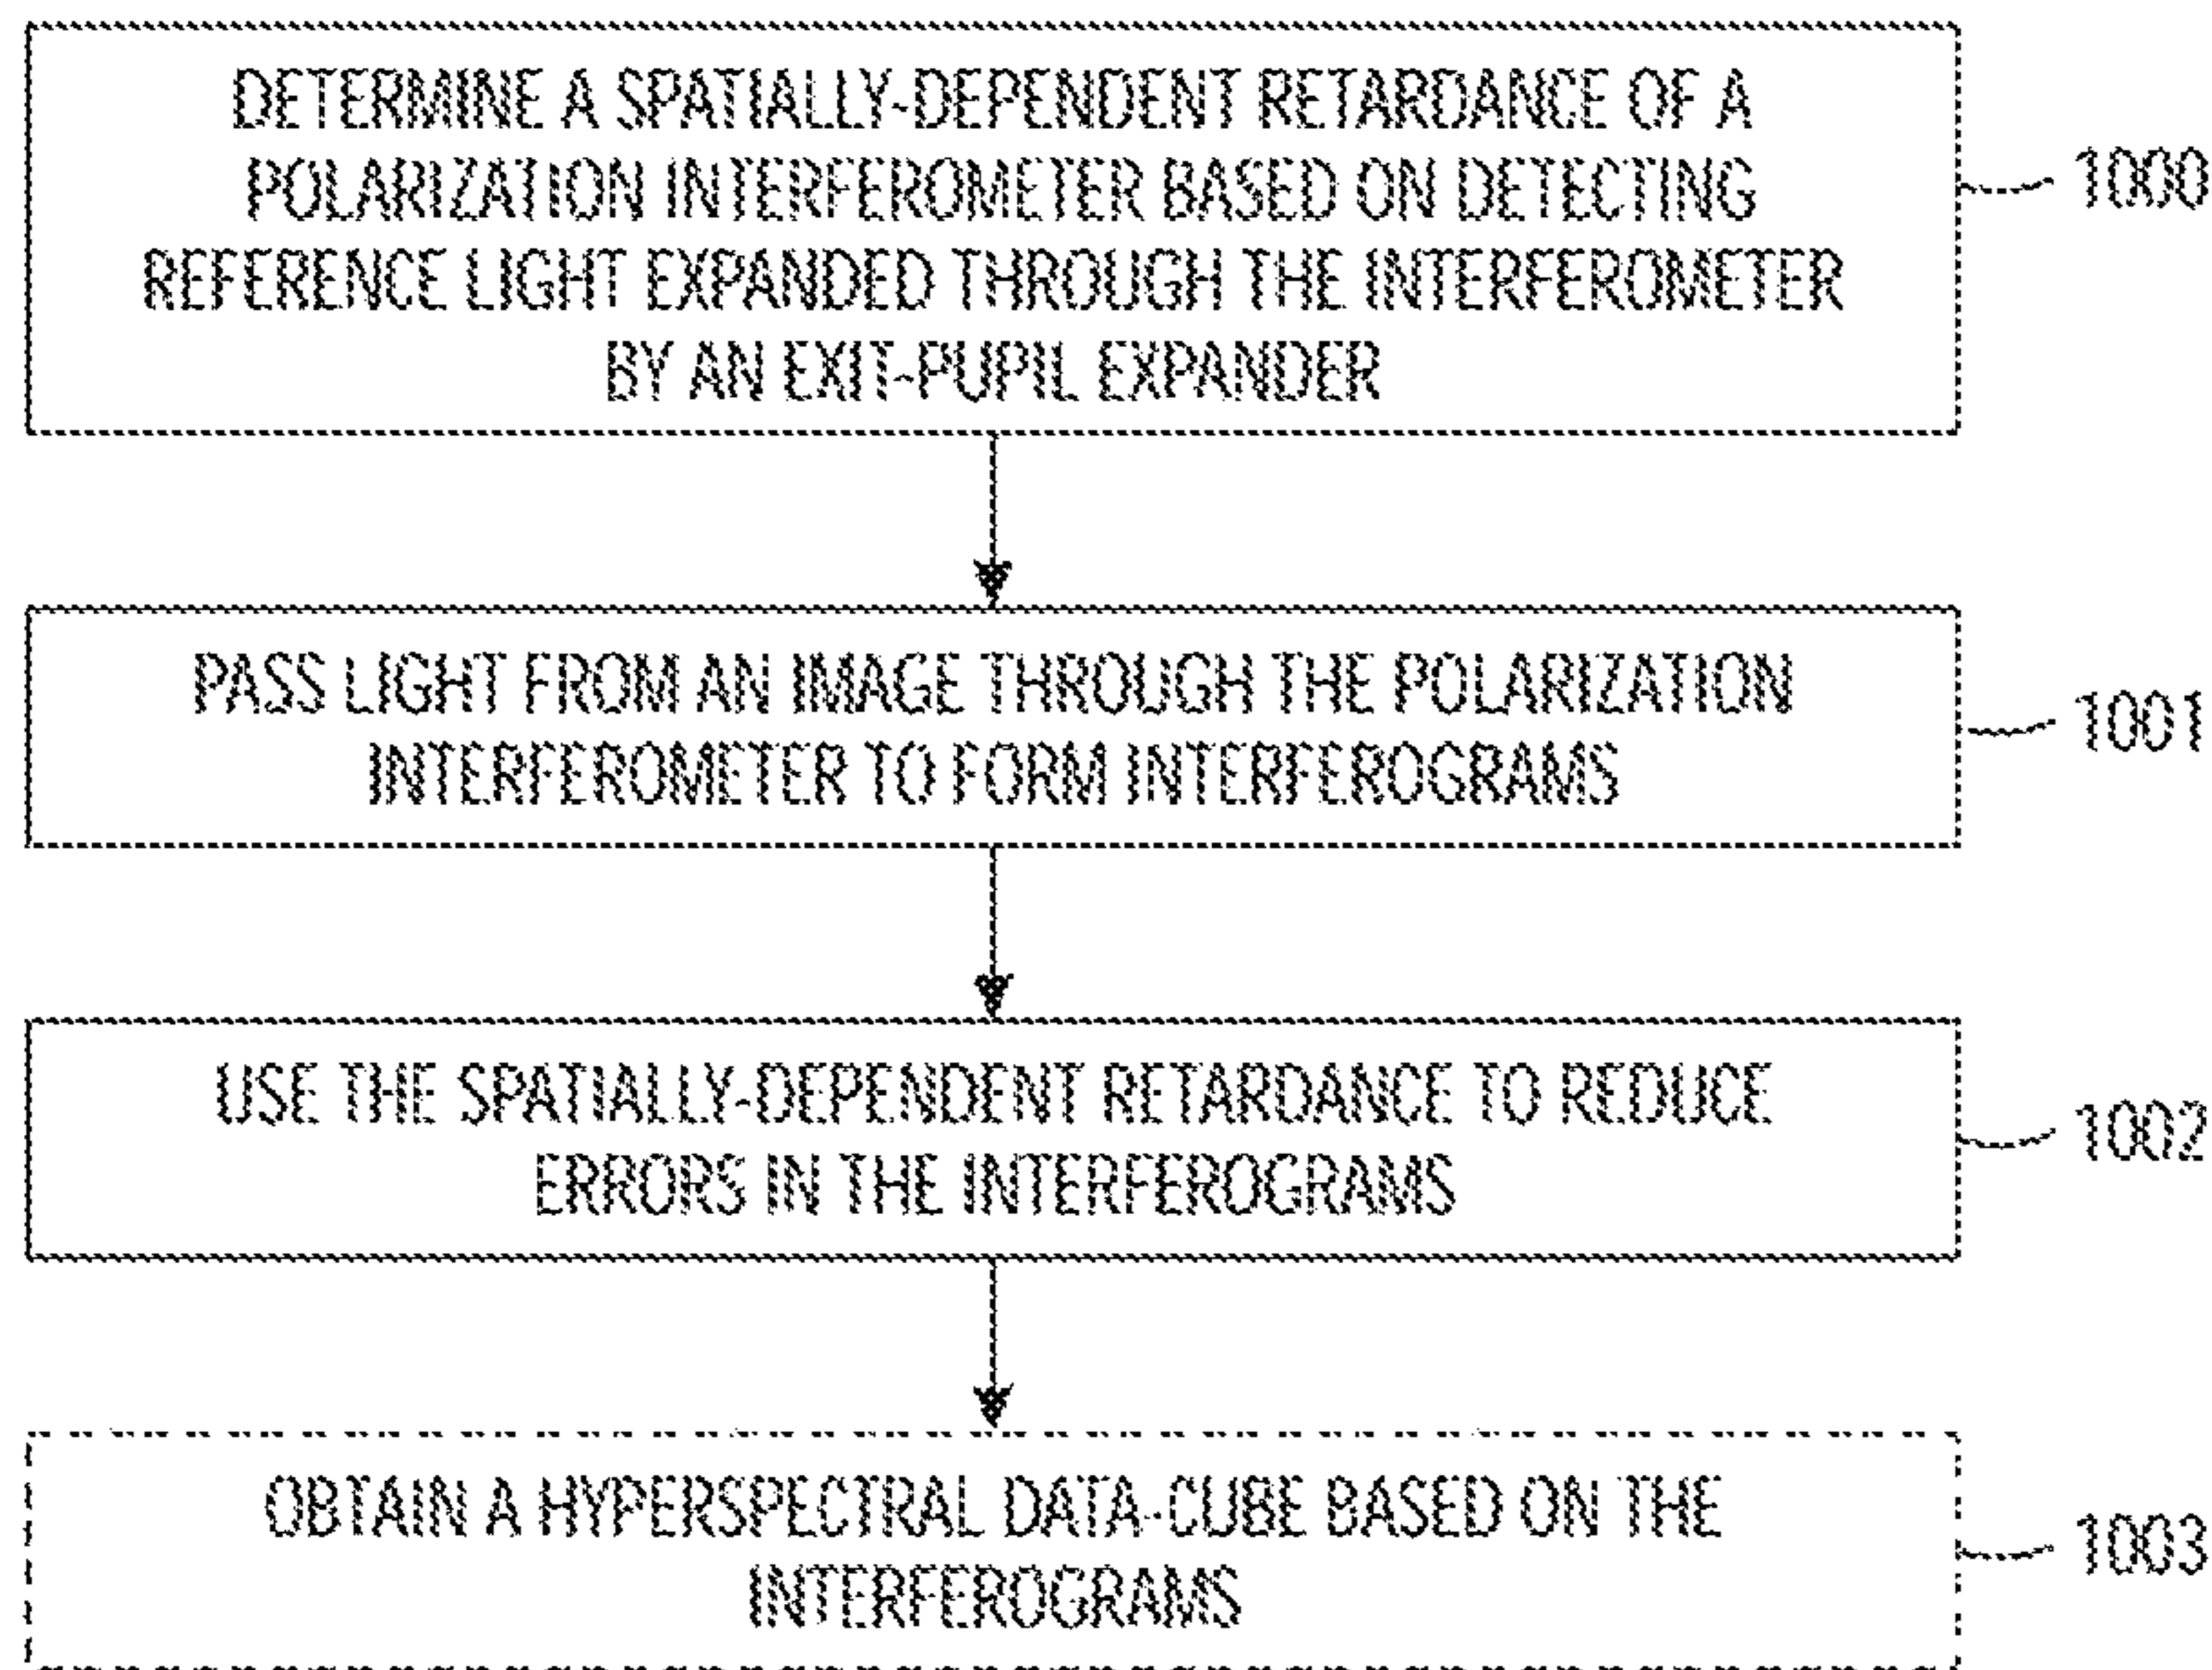 DETERMINE A SPATIALLY-DEPENDENT RETARDANCE OF A
POLARIZATION INTERFEROMETER BASED ON DETECTING
REFERENCE LIGHT EXPANDED THROUGH THE INTERFEROMETER
BY AN EXIT-PUPIL EXPANDER
1000
PASS LIGHT FROM AN IMAGE THROUGH THE POLARIZATION
INTERFEROMETER TO FORM INTERFEROGRAMS
1001
USE THE SPATIALLY-DEPENDENT RETARDANCE TO REDUCE
ERRORS IN THE INTERFEROGRAMS
1002
OBTAIN A HYPERSPECTRAL DATA-CUBE BASED ON THE
INTERFEROGRAMS
1003